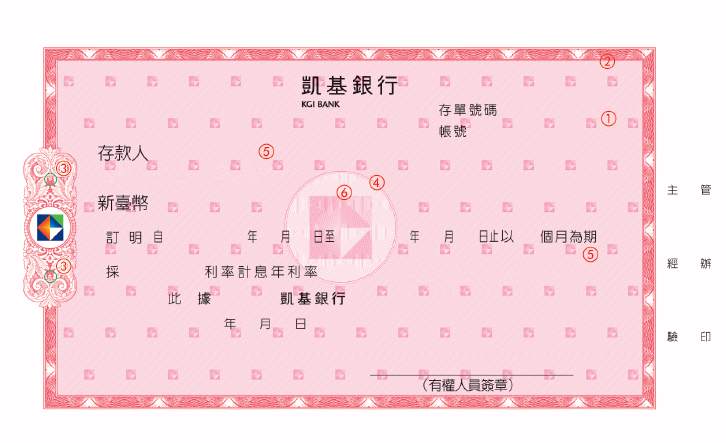 ②
凱基銀行
KGI BANK
存單號碼
①
帳號
存款人
⑤
③
④
⑥
主 管
新臺幣
訂明自 年 月 日至 年 月 日止以 個月為期
⑤
③
經 辦
採 利率計息年利率
此據 凱基銀行
年 月 日
驗 印
（有權人員簽章）